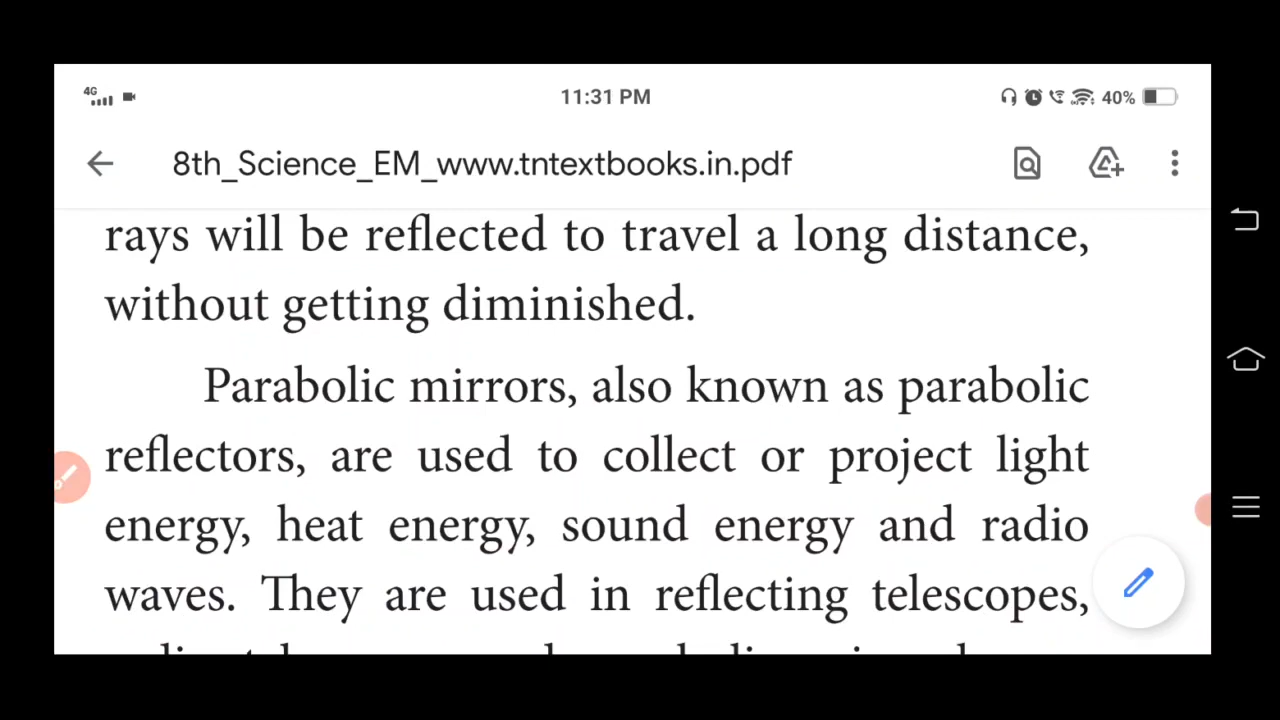 4G
11:31 PM
40%
8th_Science_EM_www.tntextbooks.in.pdf
rays will be reflected to travel a long distance,
without getting diminished.
Parabolic mirrors, also known as parabolic
reflectors, are used to collect or project light
energy, heat energy, sound energy and radio
waves. They are used in reflecting telescopes,